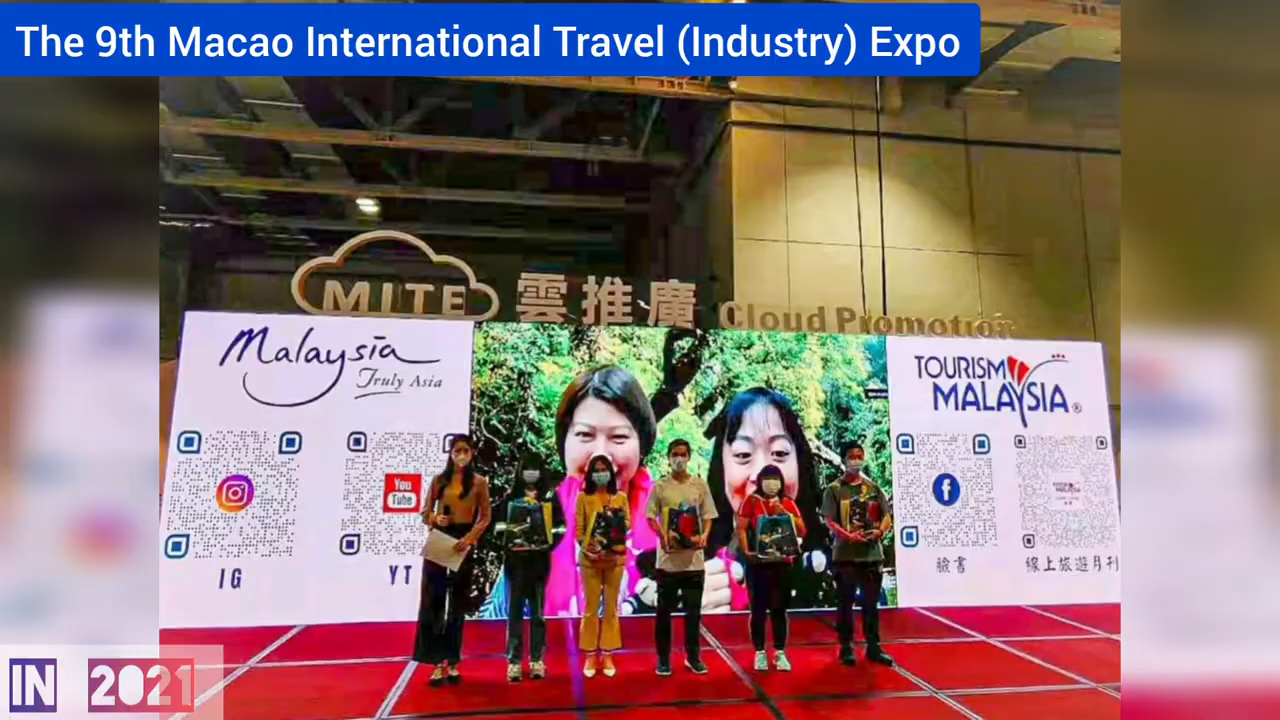 The 9th Macao International Travel (Industry) Expo
MITE 雲推廣 Cloud Promotion
Malaysia
Truly Asia
TOURISM
MALAYSIA®
You
Tube
IG
YT
臉書
線上旅遊月刊
IN 2021